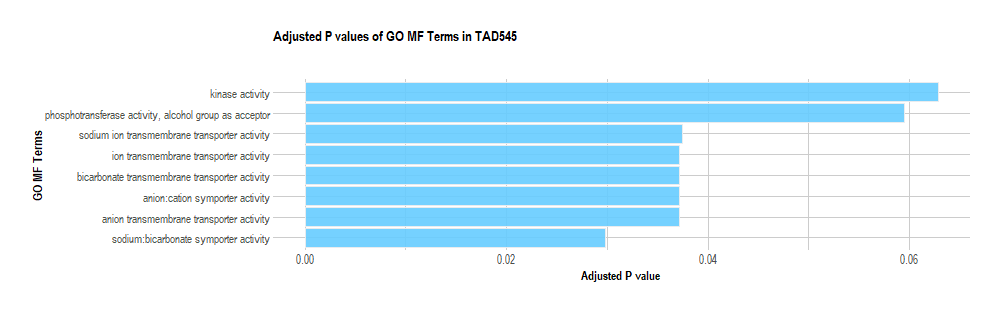 Adjusted P values of GO MF Terms in TAD545
GO MF Terms
kinase activity
phosphotransferase activity, alcohol group as acceptor
sodium ion transmembrane transporter activity
ion transmembrane transporter activity
bicarbonate transmembrane transporter activity
anion:cation symporter activity
anion transmembrane transporter activity
sodium:bicarbonate symporter activity
0.00 0.02 0.04 0.06
Adjusted P value